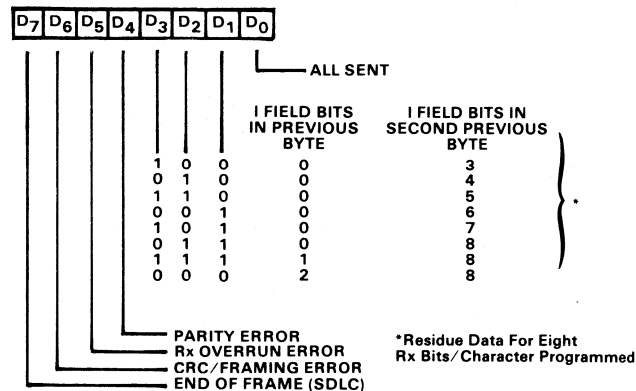 D7 D6 D5 D4 D3 D2 D1 D0
ALL SENT
I FIELD BITS IN PREVIOUS BYTE
I FIELD BITS IN SECOND PREVIOUS BYTE
1 0 0 0 3
0 1 0 0 4
1 1 0 0 5
0 0 1 0 6
1 0 1 0 7
0 1 1 0 8
1 1 1 1 8
0 0 0 2 8
*
PARITY ERROR
Rx OVERRUN ERROR
CRC/FRAMING ERROR
END OF FRAME (SDLC)
*Residue Data For Eight
Rx Bits/Character Programmed